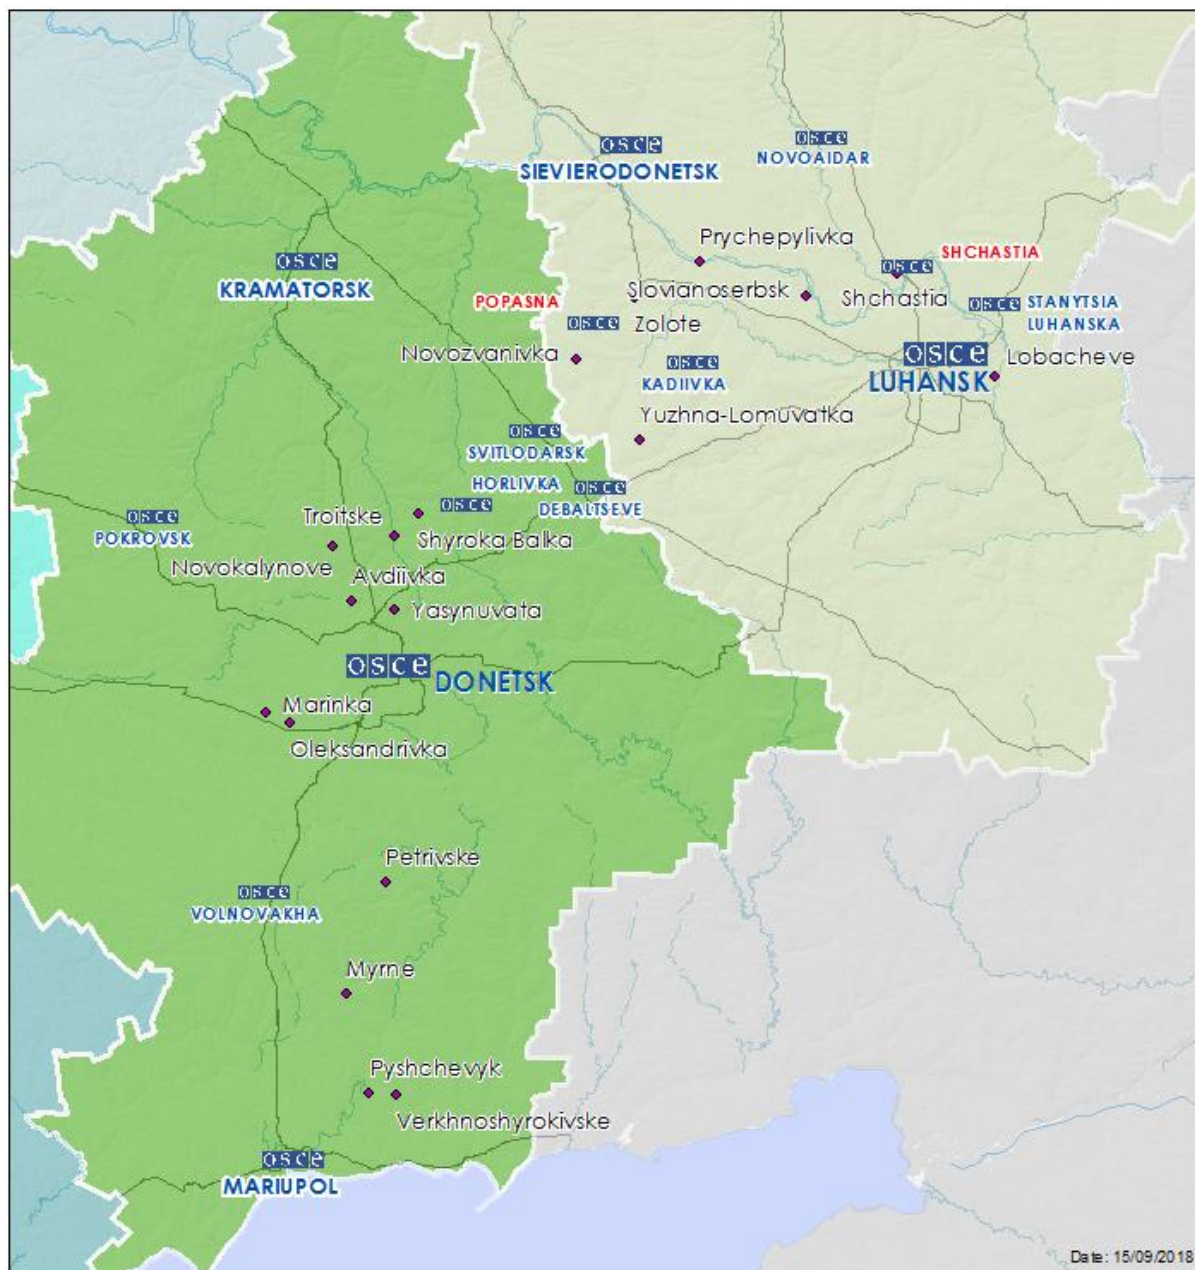 osce
NOVOAIDAR
osce
SIEVIERODONETSK
Prychepylivka
SHCHASTIA
osce
KRAMATORSK
osce
Slovianoserbsk
Shchastia
POPASNA
osce
Zolote
osce
STANYTSIA
LUHANSKA
Novozvanivka
osce
KADIIVKA
osce
LUHANSK
Lobacheve
Yuzhna-Lomuvatka
osce
SVITLODARSK
HORLIVKA
osce
osce
DEBALTSEVE
osce
POKROVSK
Troitske
Shyroka Balka
Novokalynove
Avdiivka
Yasynuvata
osce
DONETSK
Marinka
Oleksandrivka
Petrivske
osce
VOLNOVAKHA
Myrne
Pyshchevyk
Verkhnoshyrokivske
osce
MARIUPOL
Date: 15/09/2018